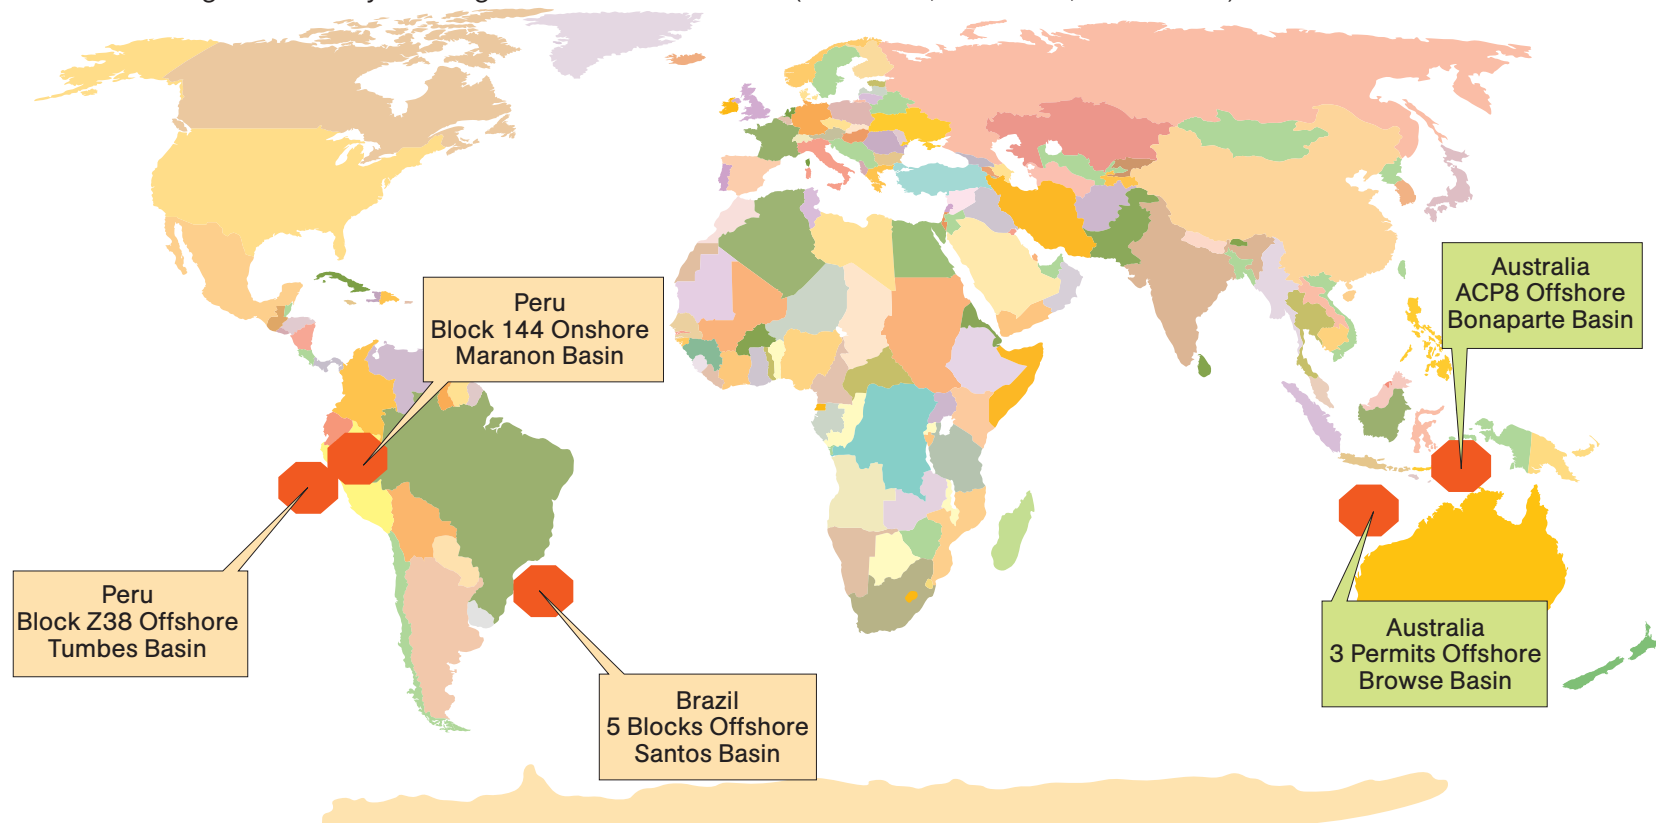 Peru
Block 144 Onshore
Maranon Basin
Australia
ACP8 Offshore
Bonaparte Basin
Peru
Block Z38 Offshore
Tumbes Basin
Brazil
5 Blocks Offshore
Santos Basin
Australia
3 Permits Offshore
Browse Basin